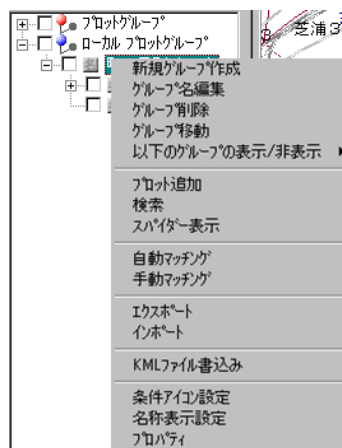 ﾌﾟﾛｯﾄｸﾞﾙｰﾌﾟ
芝浦3
ﾛｰｶﾙ ﾌﾟﾛｯﾄｸﾞﾙｰﾌﾟ
新規ｸﾞﾙｰﾌﾟ作成
ｸﾞﾙｰﾌﾟ名編集
ｸﾞﾙｰﾌﾟ削除
ｸﾞﾙｰﾌﾟ移動
以下のｸﾞﾙｰﾌﾟの表示/非表示
ﾌﾟﾛｯﾄ追加
検索
ｽﾊﾟｲﾀﾞｰ表示
自動ﾏｯﾁﾝｸﾞ
手動ﾏｯﾁﾝｸﾞ
ｴｸｽﾎﾟｰﾄ
ｲﾝﾎﾟｰﾄ
KMLﾌｧｲﾙ書込み
条件ｱｲｺﾝ設定
名称表示設定
ﾌﾟﾛﾊﾟﾃｨ